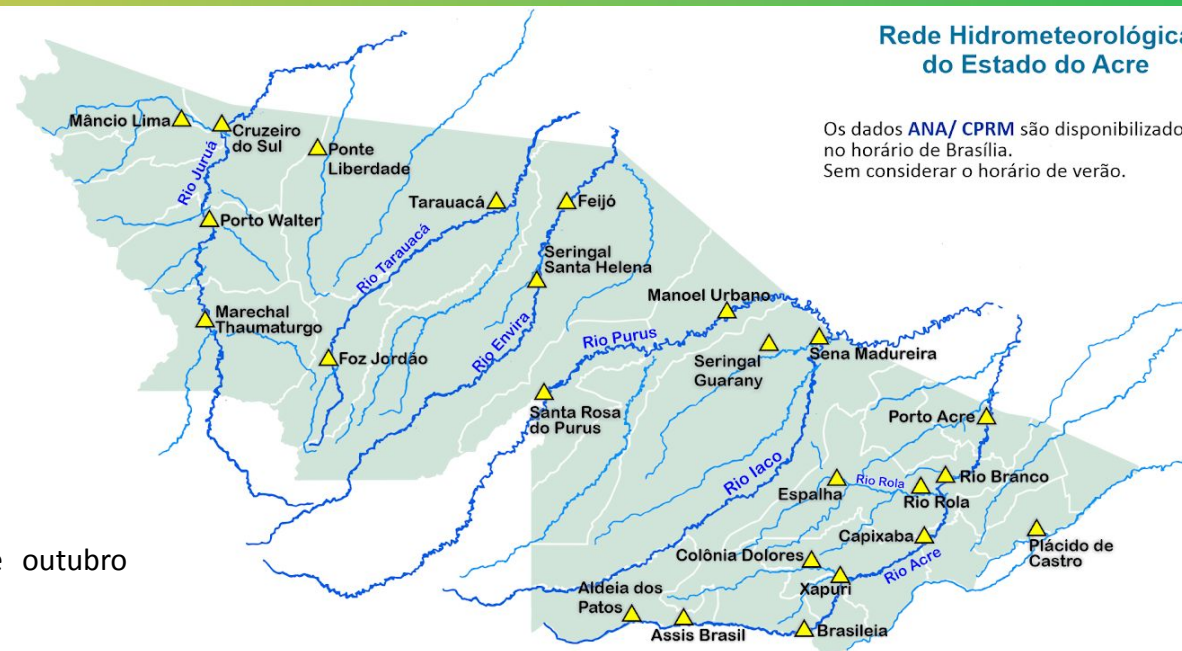 Rede Hidrometeorológica
do Estado do Acre
Os dados ANA/ CPRM são disponibilizado
no horário de Brasília.
Sem considerar o horário de verão.
Mâncio Lima
Cruzeiro
do Sul
Ponte
Liberdade
Rio Juruá
Porto Walter
Tarauacá
Feijó
Rio Tarauacá
Seringal
Santa Helena
Marechal
Thaumaturgo
Foz Jordão
Rio Envira
Manoel Urbano
Rio Purus
Seringal
Guarany
Sena Madureira
Santa Rosa
do Purus
Porto Acre
Rio Iaco
Espalha
Rio Rola
Rio Rola
Rio Branco
Capixaba
Plácido de
Castro
Colônia Dolores
Rio Acre
Xapuri
Aldeia dos
Patos
Assis Brasil
Brasileia
outubro